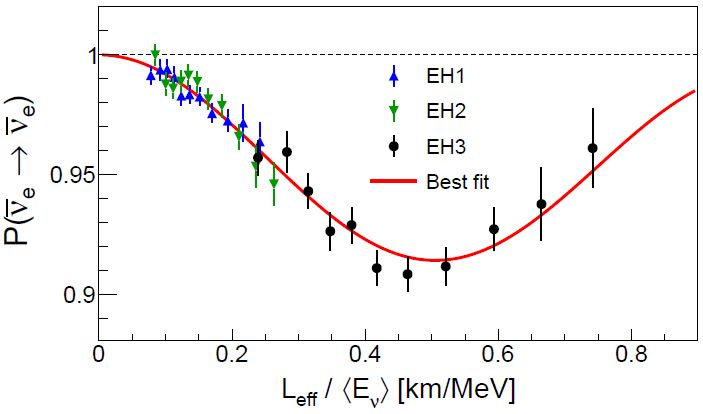 P(ν̄e → ν̄e)
1
0.95
0.9
EH1
EH2
EH3
Best fit
0 0.2 0.4 0.6 0.8
Leff / ⟨Eν⟩ [km/MeV]